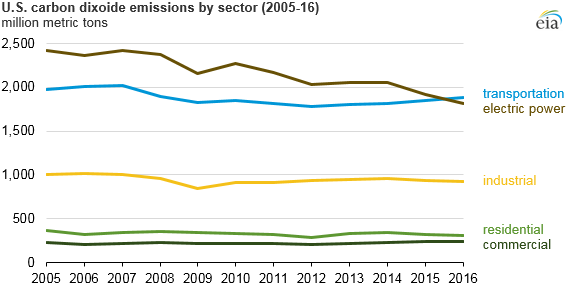 U.S. carbon dixoide emissions by sector (2005-16)
million metric tons
eia
2,500
2,000
1,500
1,000
500
0
transportation
electric power
industrial
residential
commercial
2005 2006 2007 2008 2009 2010 2011 2012 2013 2014 2015 2016